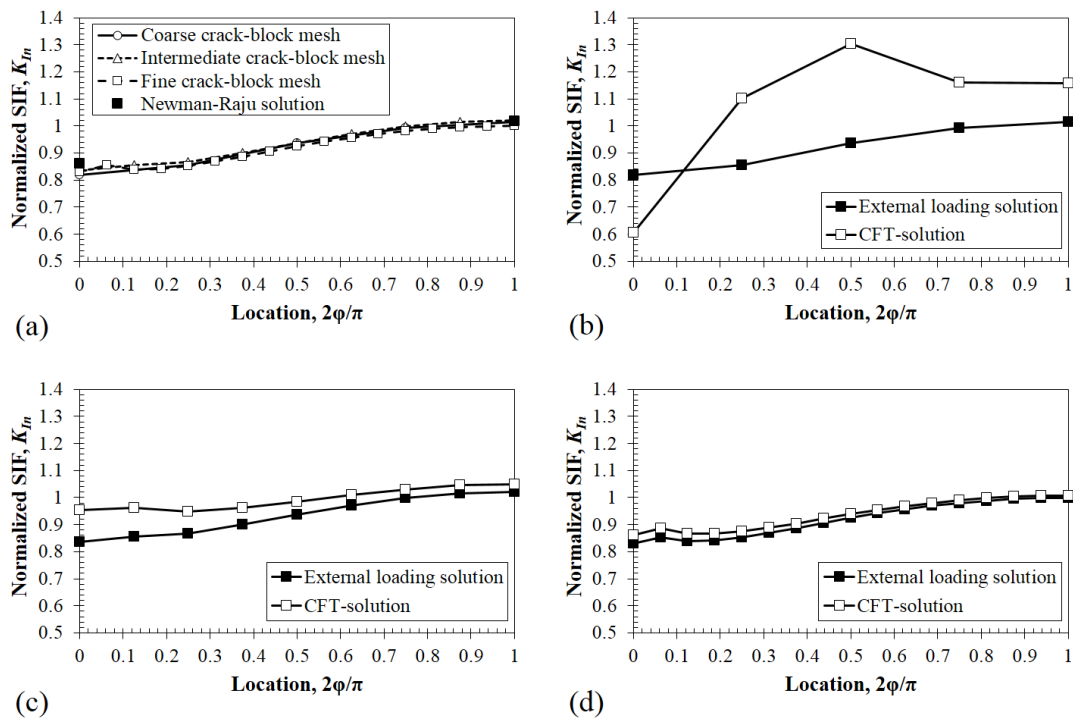 1.4
1.3
1.2
1.1
1
0.9
0.8
0.7
0.6
0.5
Normalized SIF, K_In
Coarse crack-block mesh
Intermediate crack-block mesh
Fine crack-block mesh
Newman-Raju solution
0 0.1 0.2 0.3 0.4 0.5 0.6 0.7 0.8 0.9 1
Location, 2φ/π
(a)
1.4
1.3
1.2
1.1
1
0.9
0.8
0.7
0.6
0.5
Normalized SIF, K_In
External loading solution
CFT-solution
0 0.1 0.2 0.3 0.4 0.5 0.6 0.7 0.8 0.9 1
Location, 2φ/π
(b)
1.4
1.3
1.2
1.1
1
0.9
0.8
0.7
0.6
0.5
Normalized SIF, K_In
External loading solution
CFT-solution
0 0.1 0.2 0.3 0.4 0.5 0.6 0.7 0.8 0.9 1
Location, 2φ/π
(c)
1.4
1.3
1.2
1.1
1
0.9
0.8
0.7
0.6
0.5
Normalized SIF, K_In
External loading solution
CFT-solution
0 0.1 0.2 0.3 0.4 0.5 0.6 0.7 0.8 0.9 1
Location, 2φ/π
(d)